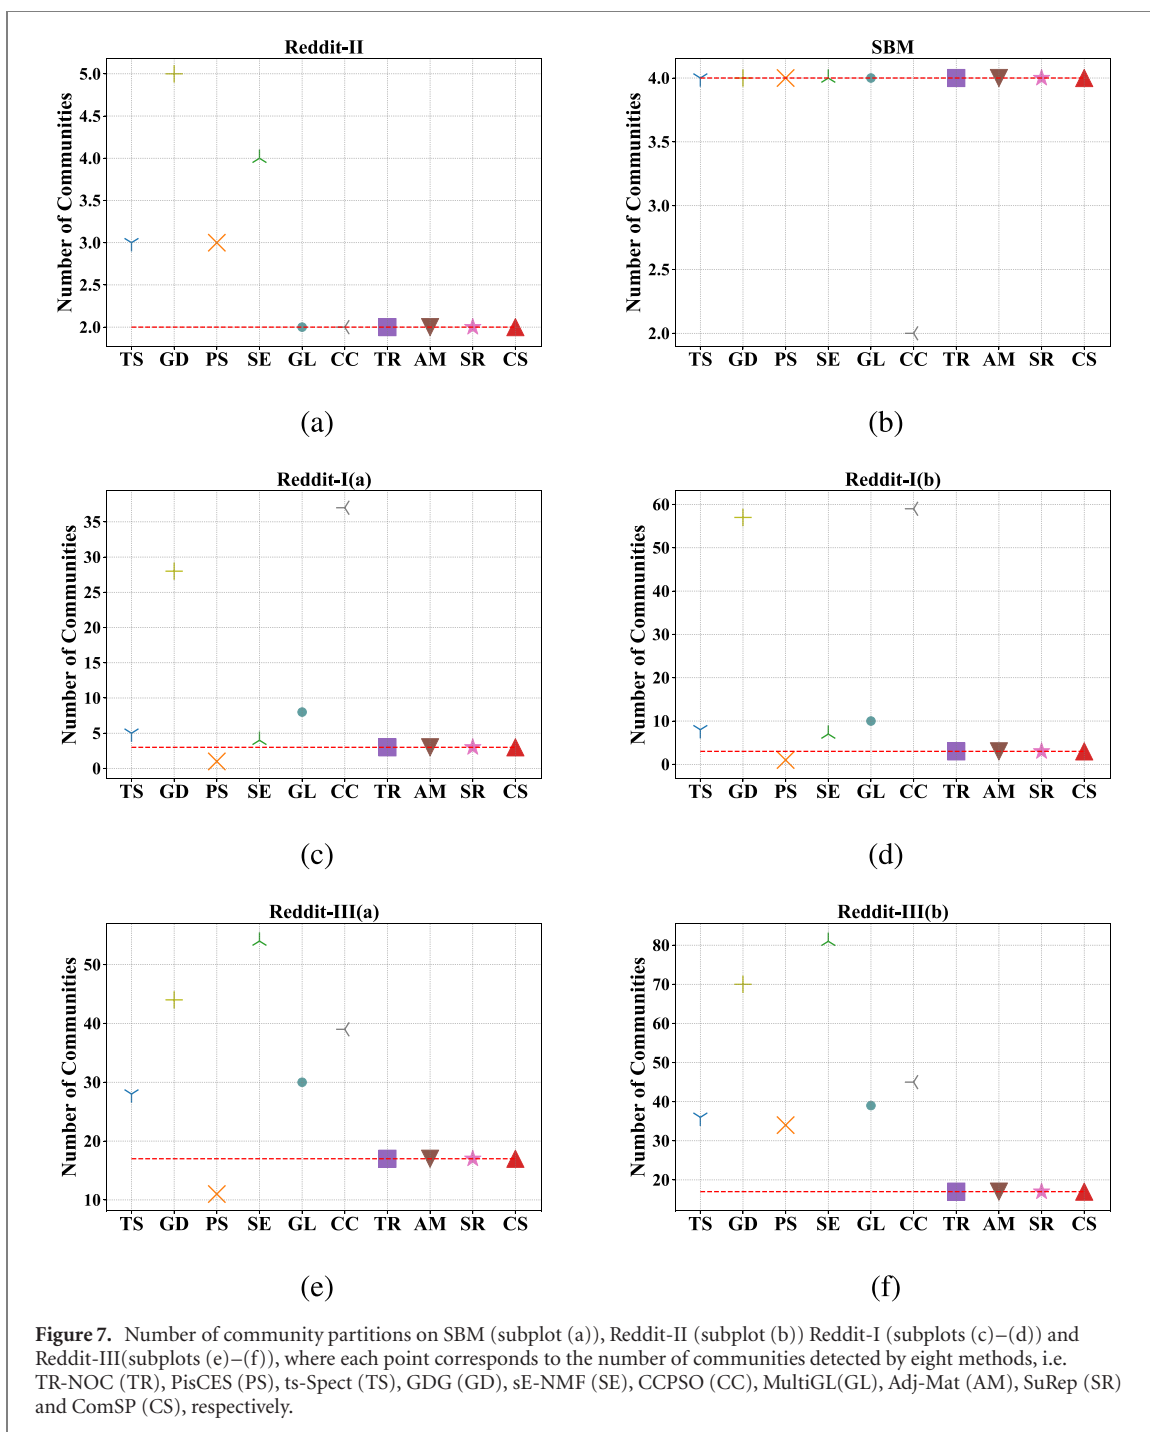 Reddit-II
Number of Communities
5.0
4.5
4.0
3.5
3.0
2.5
2.0
TS GD PS SE GL CC TR AM SR CS
(a)
SBM
Number of Communities
4.0
3.5
3.0
2.5
2.0
TS GD PS SE GL CC TR AM SR CS
(b)
Reddit-I(a)
Number of Communities
35
30
25
20
15
10
5
0
TS GD PS SE GL CC TR AM SR CS
(c)
Reddit-I(b)
Number of Communities
60
50
40
30
20
10
0
TS GD PS SE GL CC TR AM SR CS
(d)
Reddit-III(a)
Number of Communities
50
40
30
20
10
TS GD PS SE GL CC TR AM SR CS
(e)
Reddit-III(b)
Number of Communities
80
70
60
50
40
30
20
TS GD PS SE GL CC TR AM SR CS
(f)
Figure 7. Number of community partitions on SBM (subplot (a)), Reddit-II (subplot (b)) Reddit-I (subplots (c)–(d)) and
Reddit-III(subplots (e)–(f)), where each point corresponds to the number of communities detected by eight methods, i.e.
TR-NOC (TR), PisCES (PS), ts-Spect (TS), GDG (GD), sE-NMF (SE), CCPSO (CC), MultiGL(GL), Adj-Mat (AM), SuRep (SR)
and ComSP (CS), respectively.